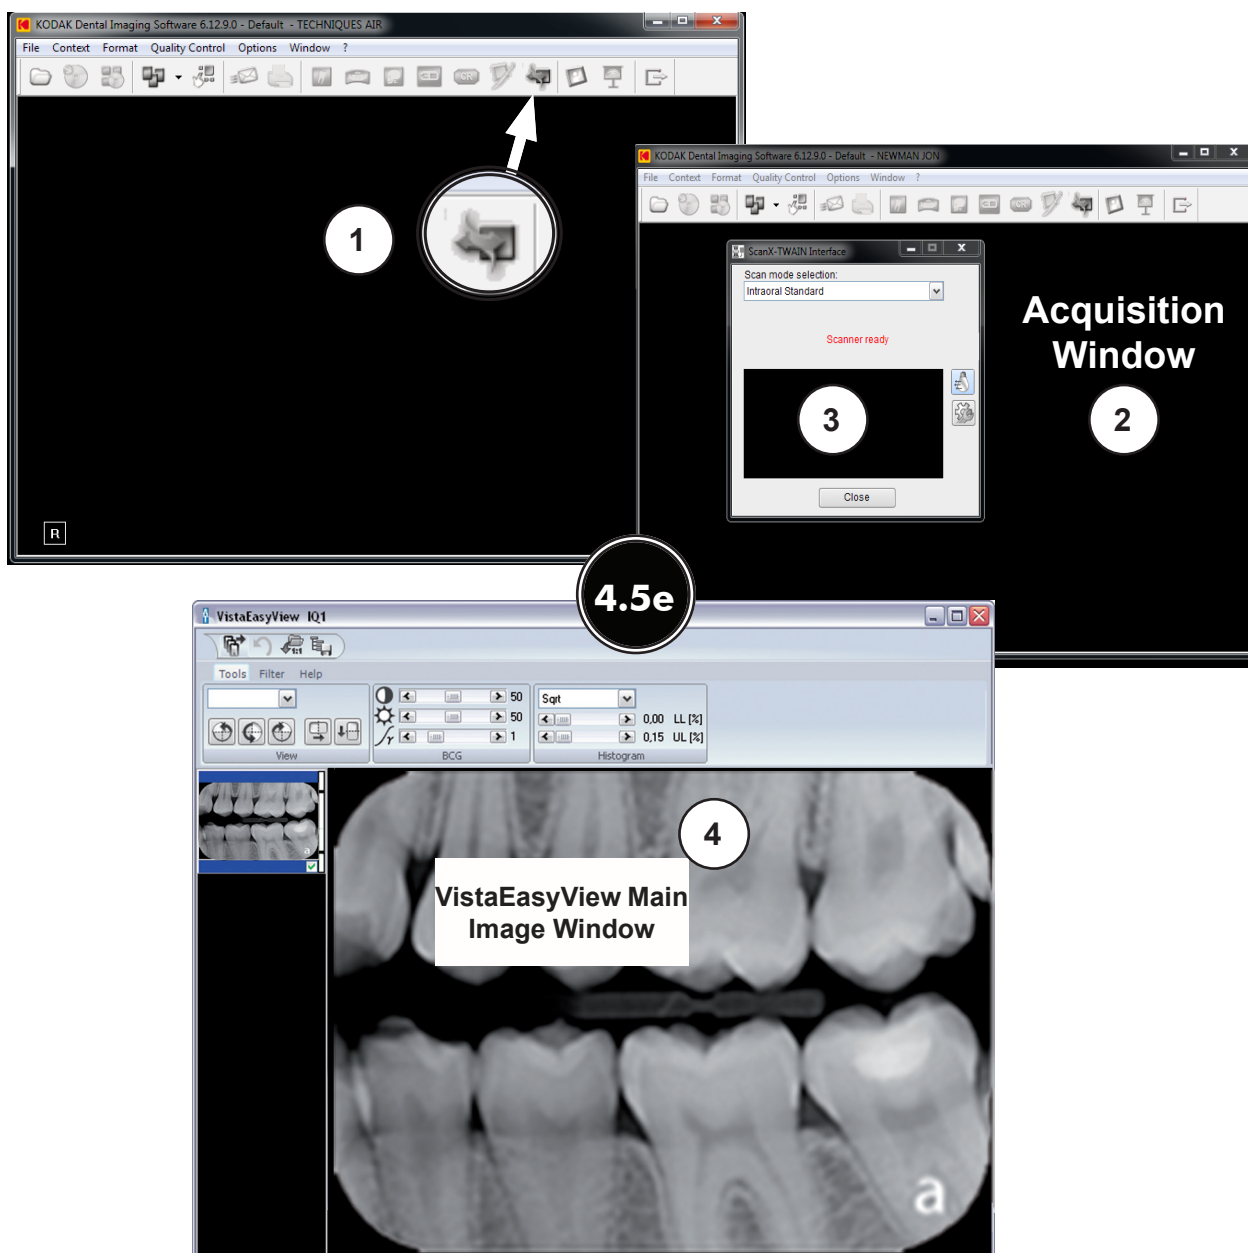 KODAK Dental Imaging Software 6.12.9.0 - Default - TECHNIQUES AIR
File Context Format Quality Control Options Window ?
CR
1
R
KODAK Dental Imaging Software 6.12.9.0 - Default - NEWMAN JON
File Context Format Quality Control Options Window ?
CR
ScanX-TWAIN Interface
Scan mode selection:
Intraoral Standard
Scanner ready
3
Close
Acquisition
Window
2
4.5e
VistaEasyView IQ1
1:1
Tools Filter Help
50
50
1
View
BCG
Sqrt
0,00 LL [%]
0,15 UL [%]
Histogram
a
4
VistaEasyView Main
Image Window
a